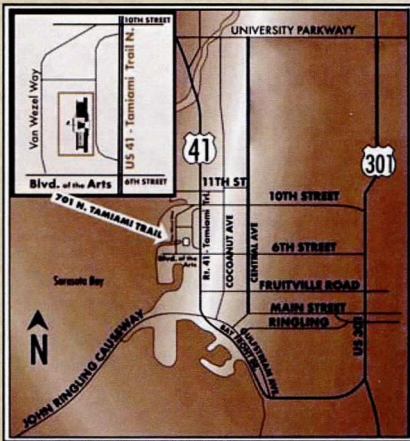 10TH STREET
Van Wezel Way
US 41 - Tamiami Trail N.
Blvd. of the Arts
6TH STREET
UNIVERSITY PARKWAYY
41
301
11TH ST
10TH STREET
701 N. TAMIAMI TRAIL
Rt. 41 - Tamiami Trl.
COCOANUT AVE
CENTRAL AVE
6TH STREET
Blvd. of the Arts
FRUITVILLE ROAD
Sarasota Bay
MAIN STREET
RINGLING
US 301
N
JOHN RINGLING CAUSEWAY
BAY FRONT DR.
GULFSTREAM AVE.